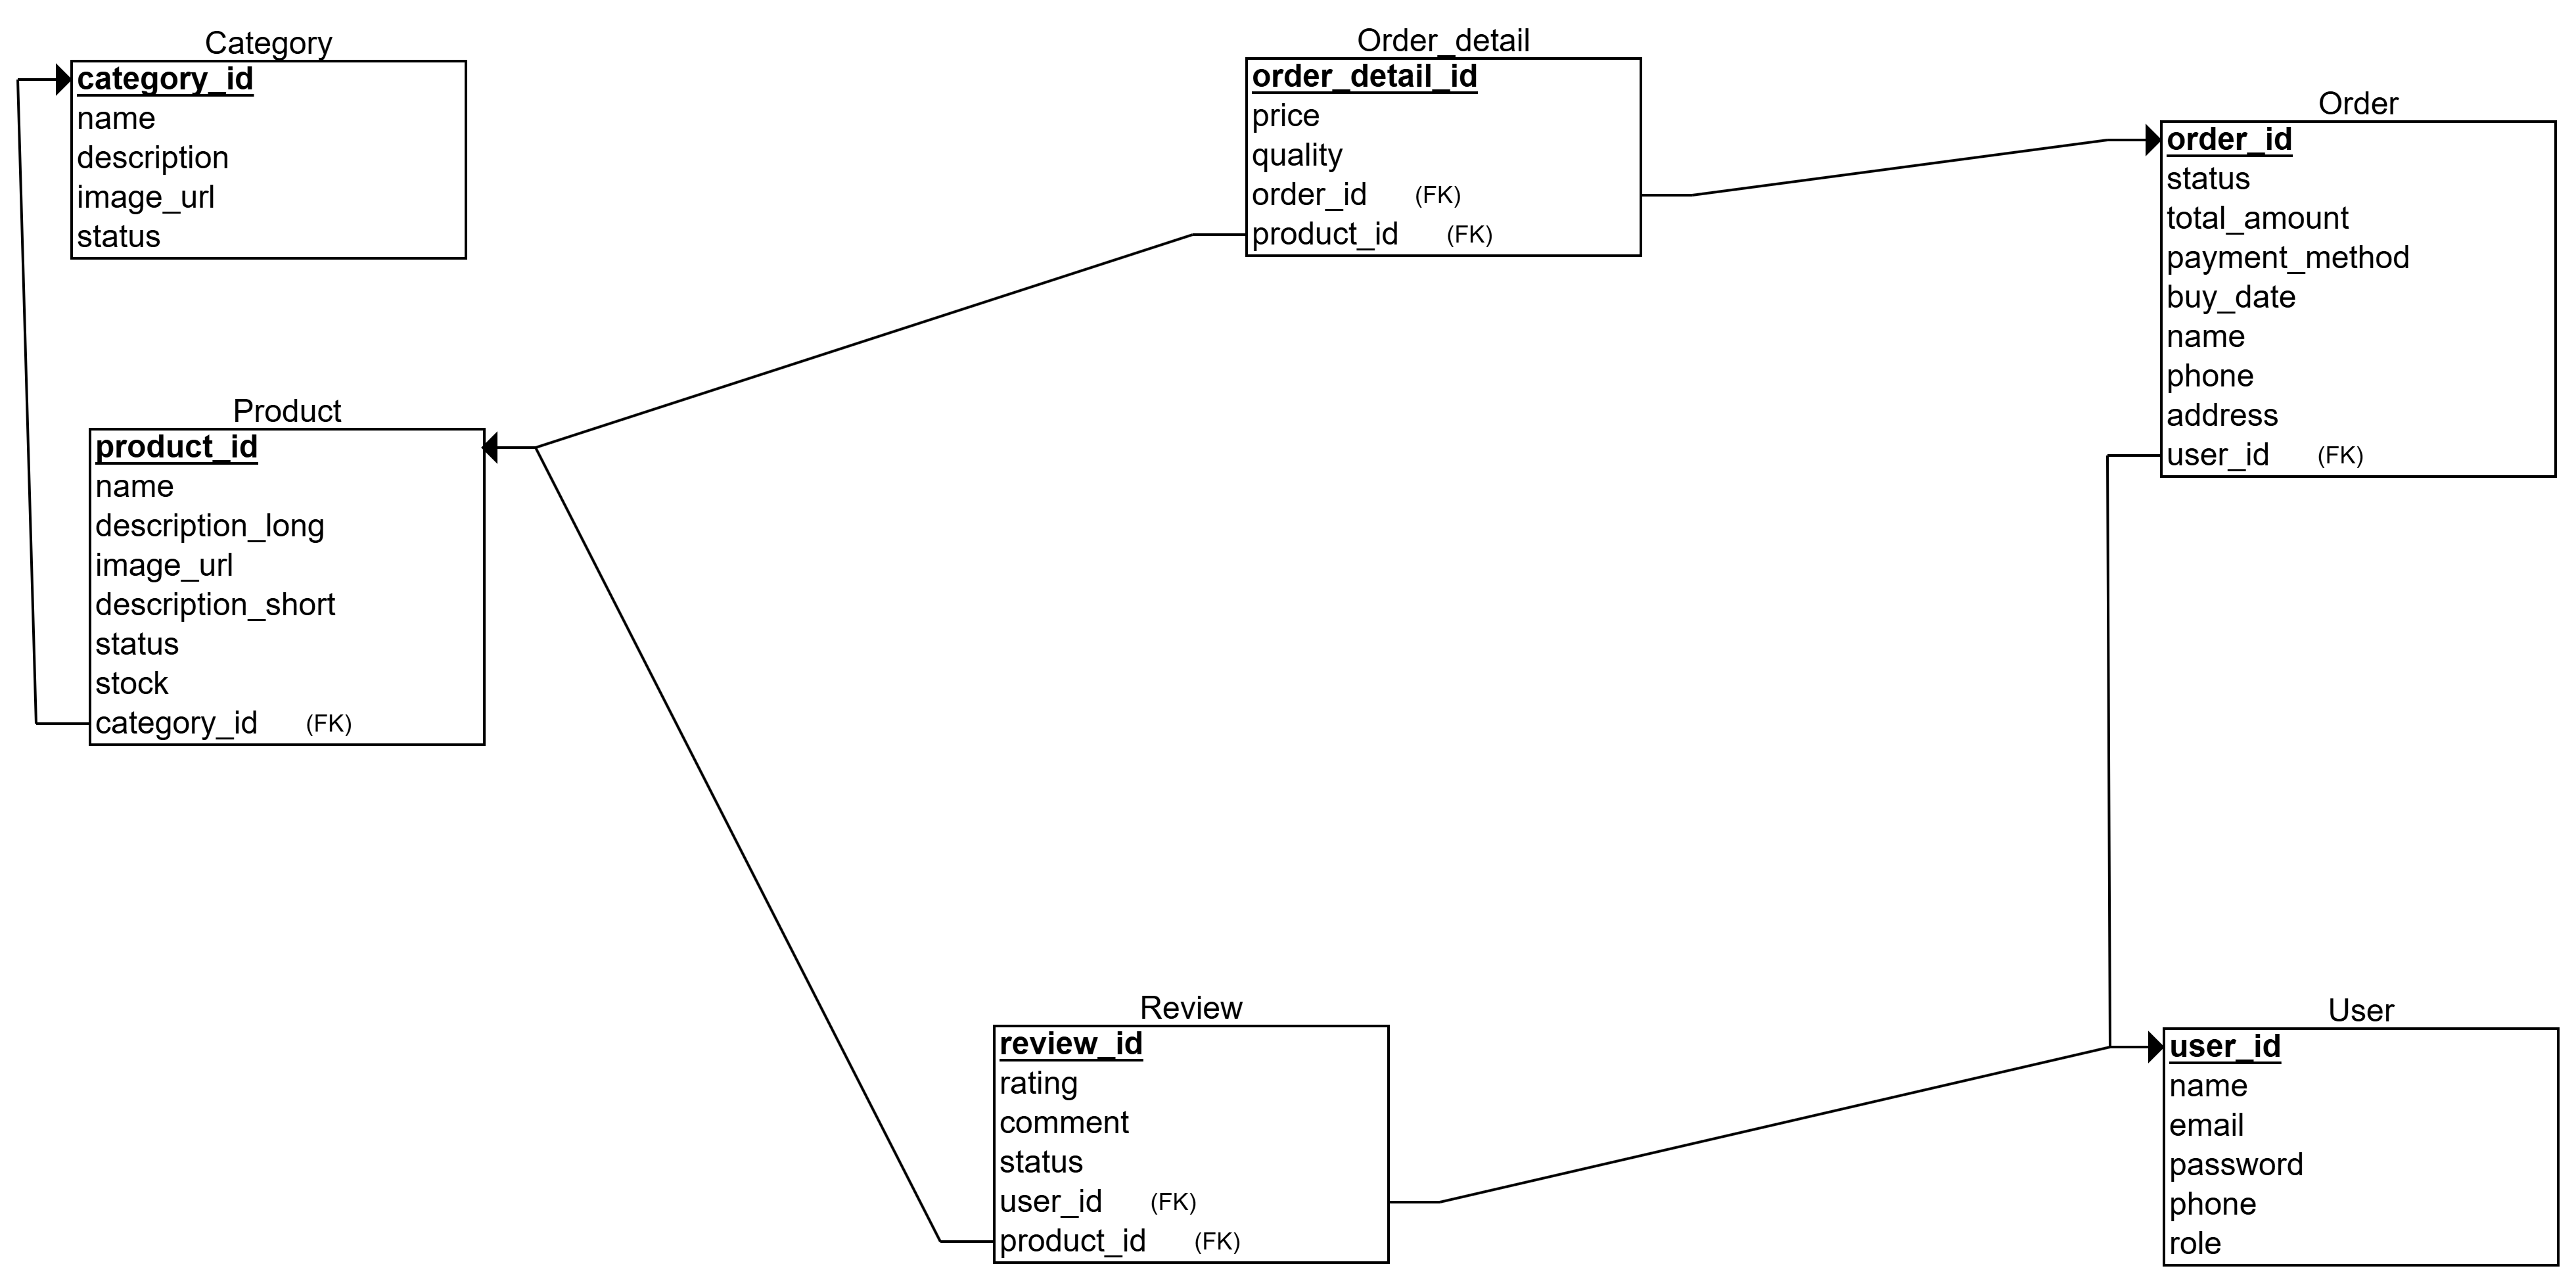 Category
category_id
name
description
image_url
status
Product
product_id
name
description_long
image_url
description_short
status
stock
category_id (FK)
Order_detail
order_detail_id
price
quality
order_id (FK)
product_id (FK)
Order
order_id
status
total_amount
payment_method
buy_date
name
phone
address
user_id (FK)
Review
review_id
rating
comment
status
user_id (FK)
product_id (FK)
User
user_id
name
email
password
phone
role